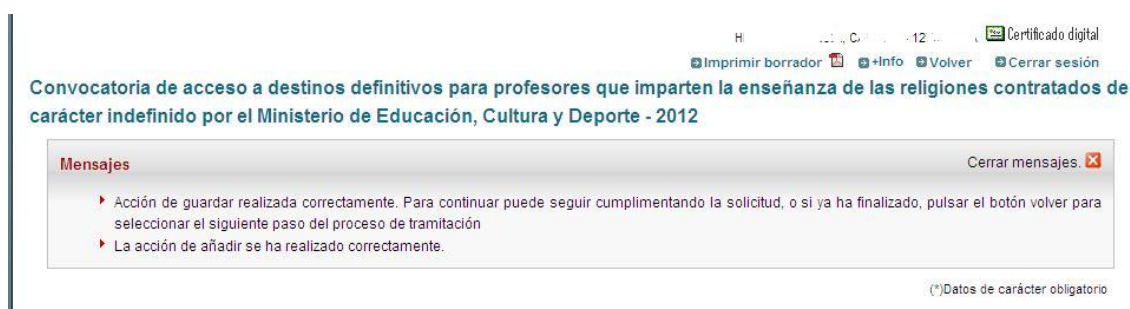 Certificado digital
Imprimir borrador +Info Volver Cerrar sesión
Convocatoria de acceso a destinos definitivos para profesores que imparten la enseñanza de las religiones contratados de
carácter indefinido por el Ministerio de Educación, Cultura y Deporte - 2012
Mensajes Cerrar mensajes.
Acción de guardar realizada correctamente. Para continuar puede seguir cumplimentando la solicitud, o si ya ha finalizado, pulsar el botón volver para
seleccionar el siguiente paso del proceso de tramitación
La acción de añadir se ha realizado correctamente.
(*)Datos de carácter obligatorio